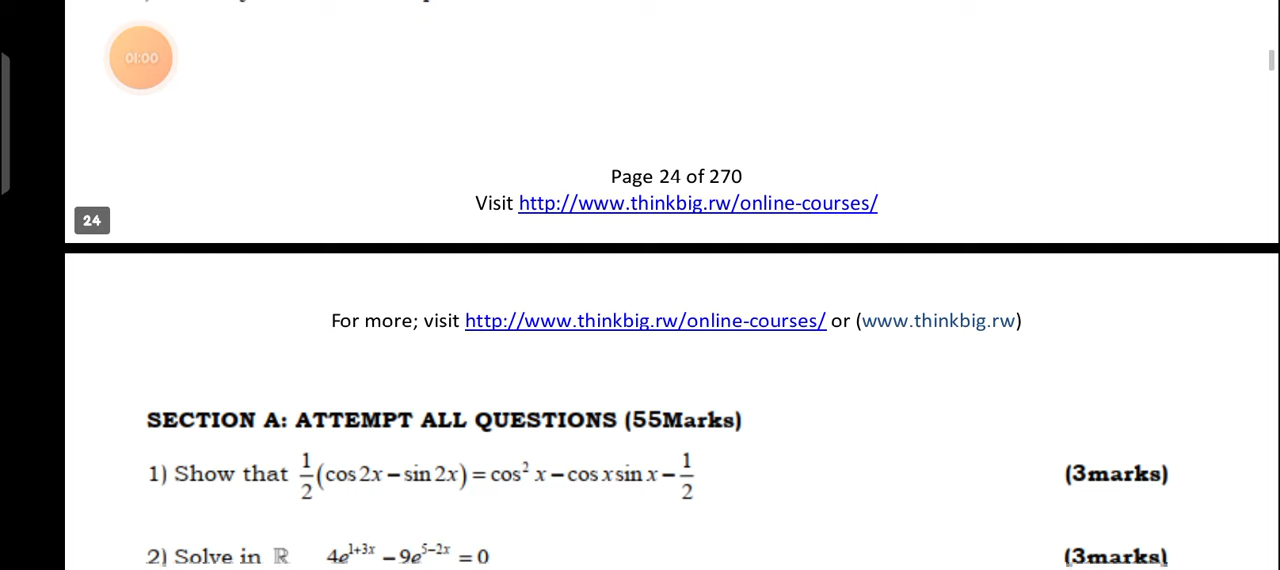 01:00
Page 24 of 270
Visit http://www.thinkbig.rw/online-courses/
24
For more; visit http://www.thinkbig.rw/online-courses/ or (www.thinkbig.rw)
SECTION A: ATTEMPT ALL QUESTIONS (55Marks)
1) Show that 1/2 (cos 2x − sin 2x) = cos² x − cos x sin x − 1/2 (3marks)
2) Solve in ℝ 4e^(1+3x) − 9e^(5−2x) = 0 (3marks)